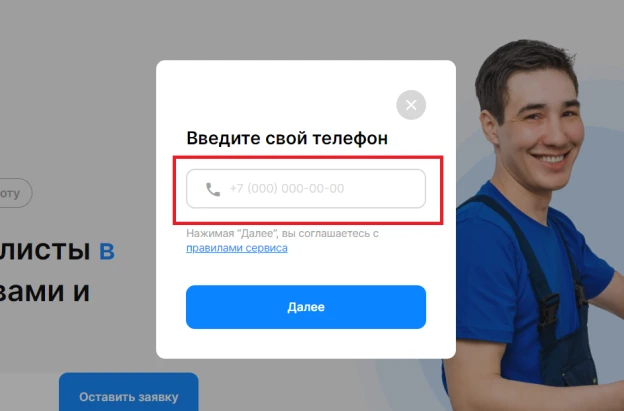 Введите свой телефон
+7 (000) 000-00-00
Нажимая "Далее", вы соглашаетесь с
правилами сервиса
Далее
оту
листы в
вами и
Оставить заявку